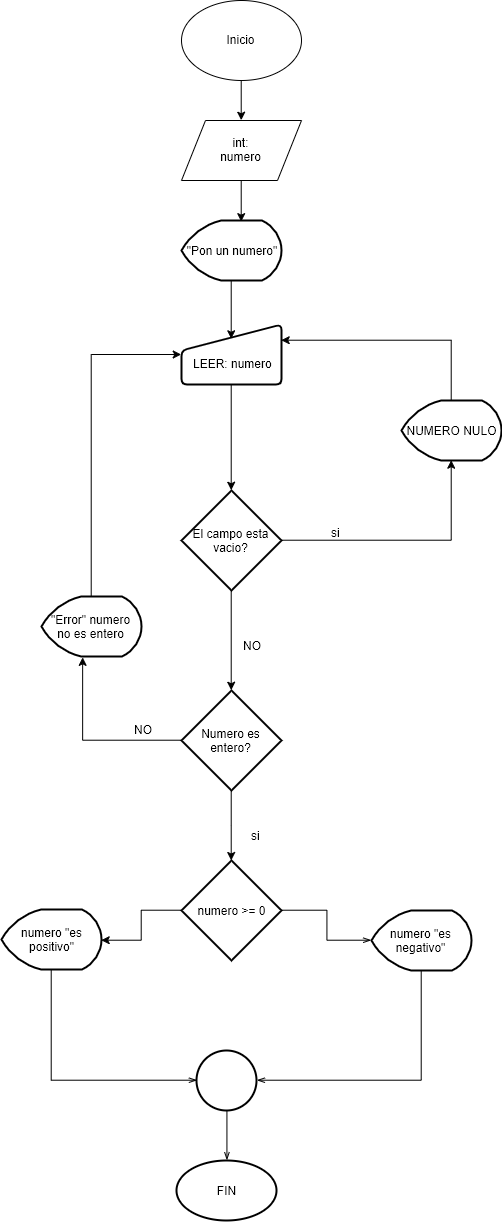 Inicio
int:
numero
"Pon un numero"
LEER: numero
NUMERO NULO
El campo esta
vacio?
si
"Error" numero
no es entero
NO
NO
Numero es
entero?
si
numero >= 0
numero "es
positivo"
numero "es
negativo"
FIN